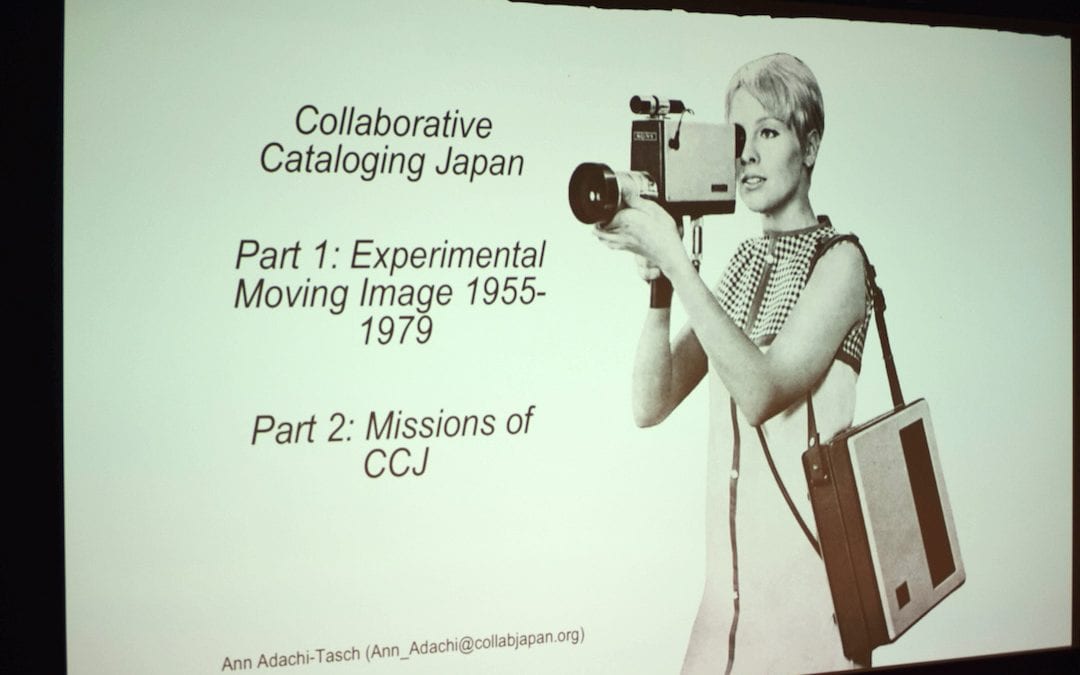 Collaborative
Cataloging Japan
Part 1: Experimental
Moving Image 1955-
1979
Part 2: Missions of
CCJ
Ann Adachi-Tasch (Ann_Adachi@collabjapan.org)
SONY